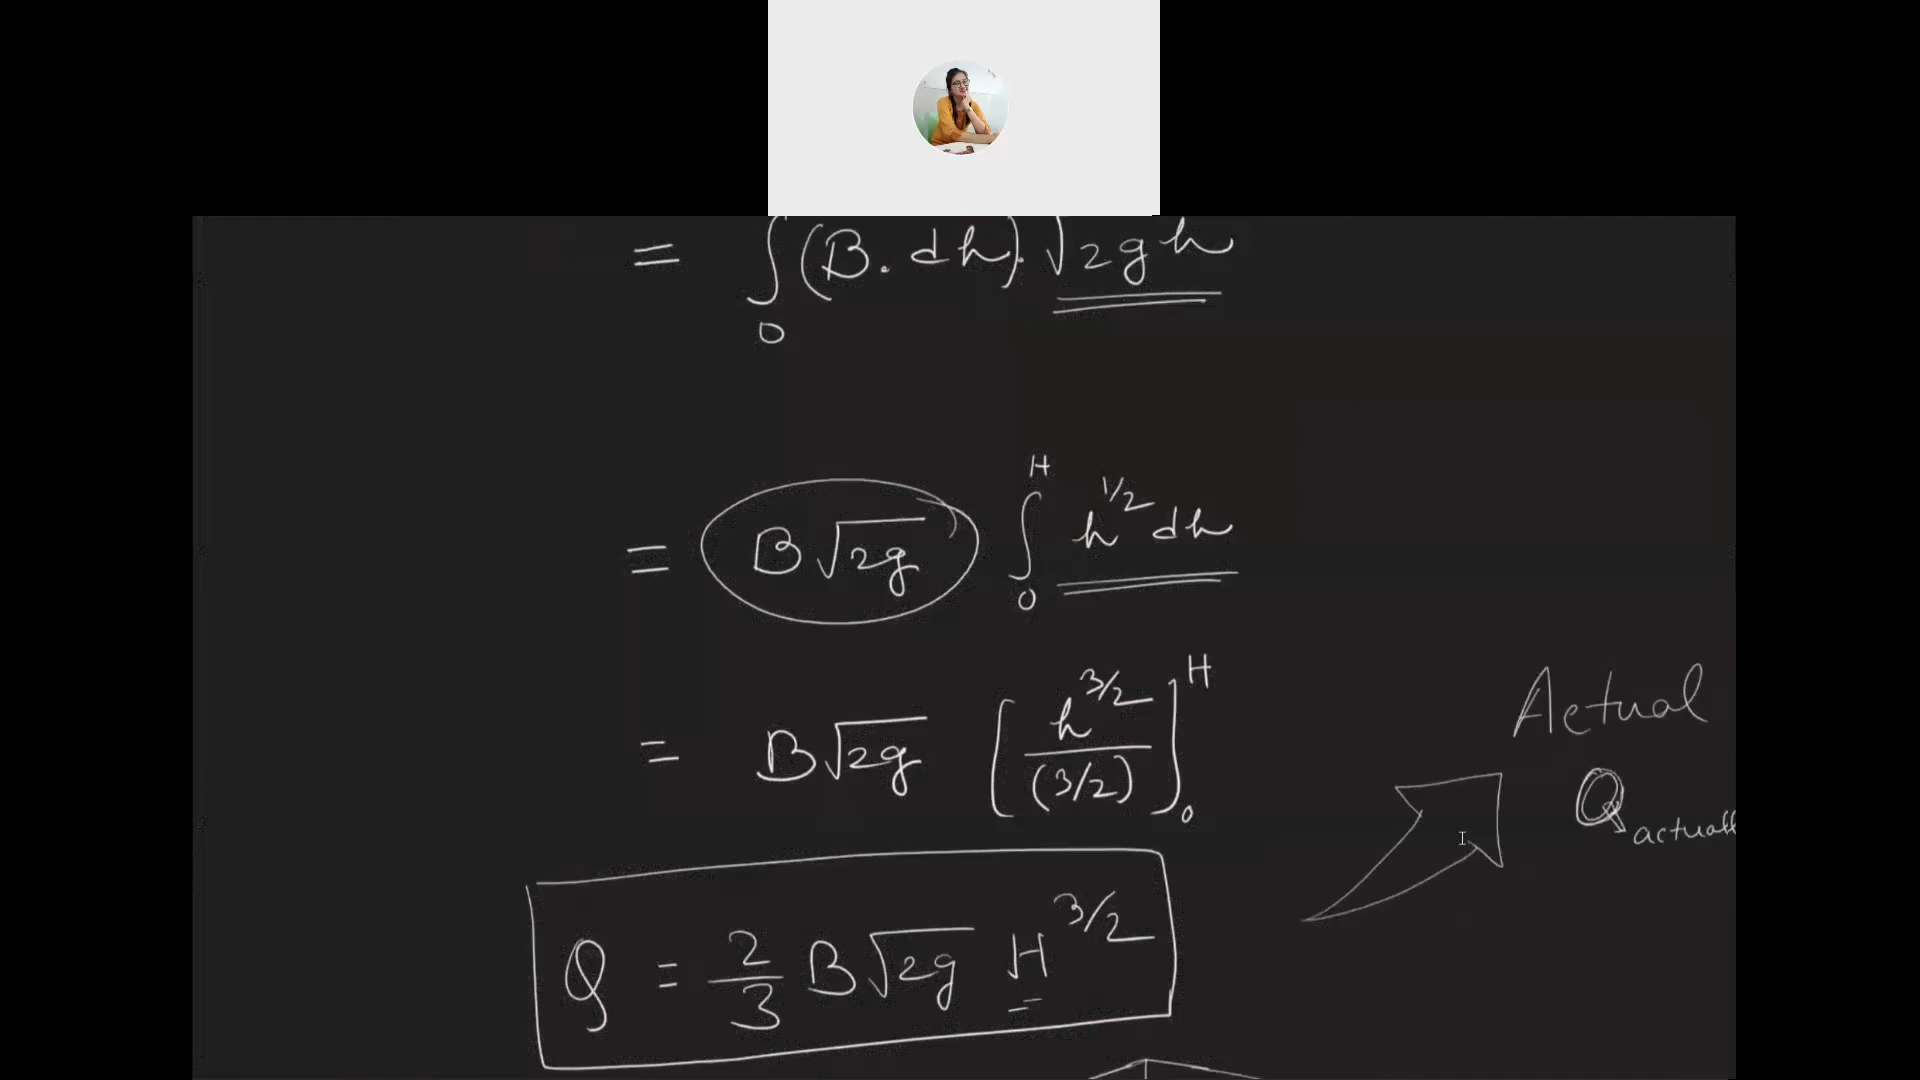 = ∫₀ (B. dh). √2gh
= B√2g ∫₀ᴴ h^1/2 dh
= B√2g [h^3/2 / (3/2)]₀ᴴ
Actual
Q actual
Q = 2/3 B√2g H^3/2